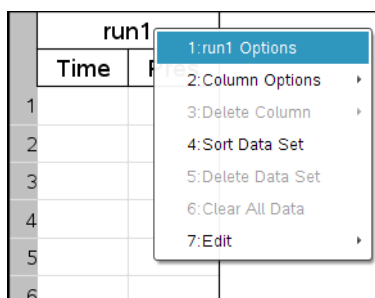 run1
Time
1:run1 Options
2:Column Options
3:Delete Column
4:Sort Data Set
5:Delete Data Set
6:Clear All Data
7:Edit
1
2
3
4
5
6